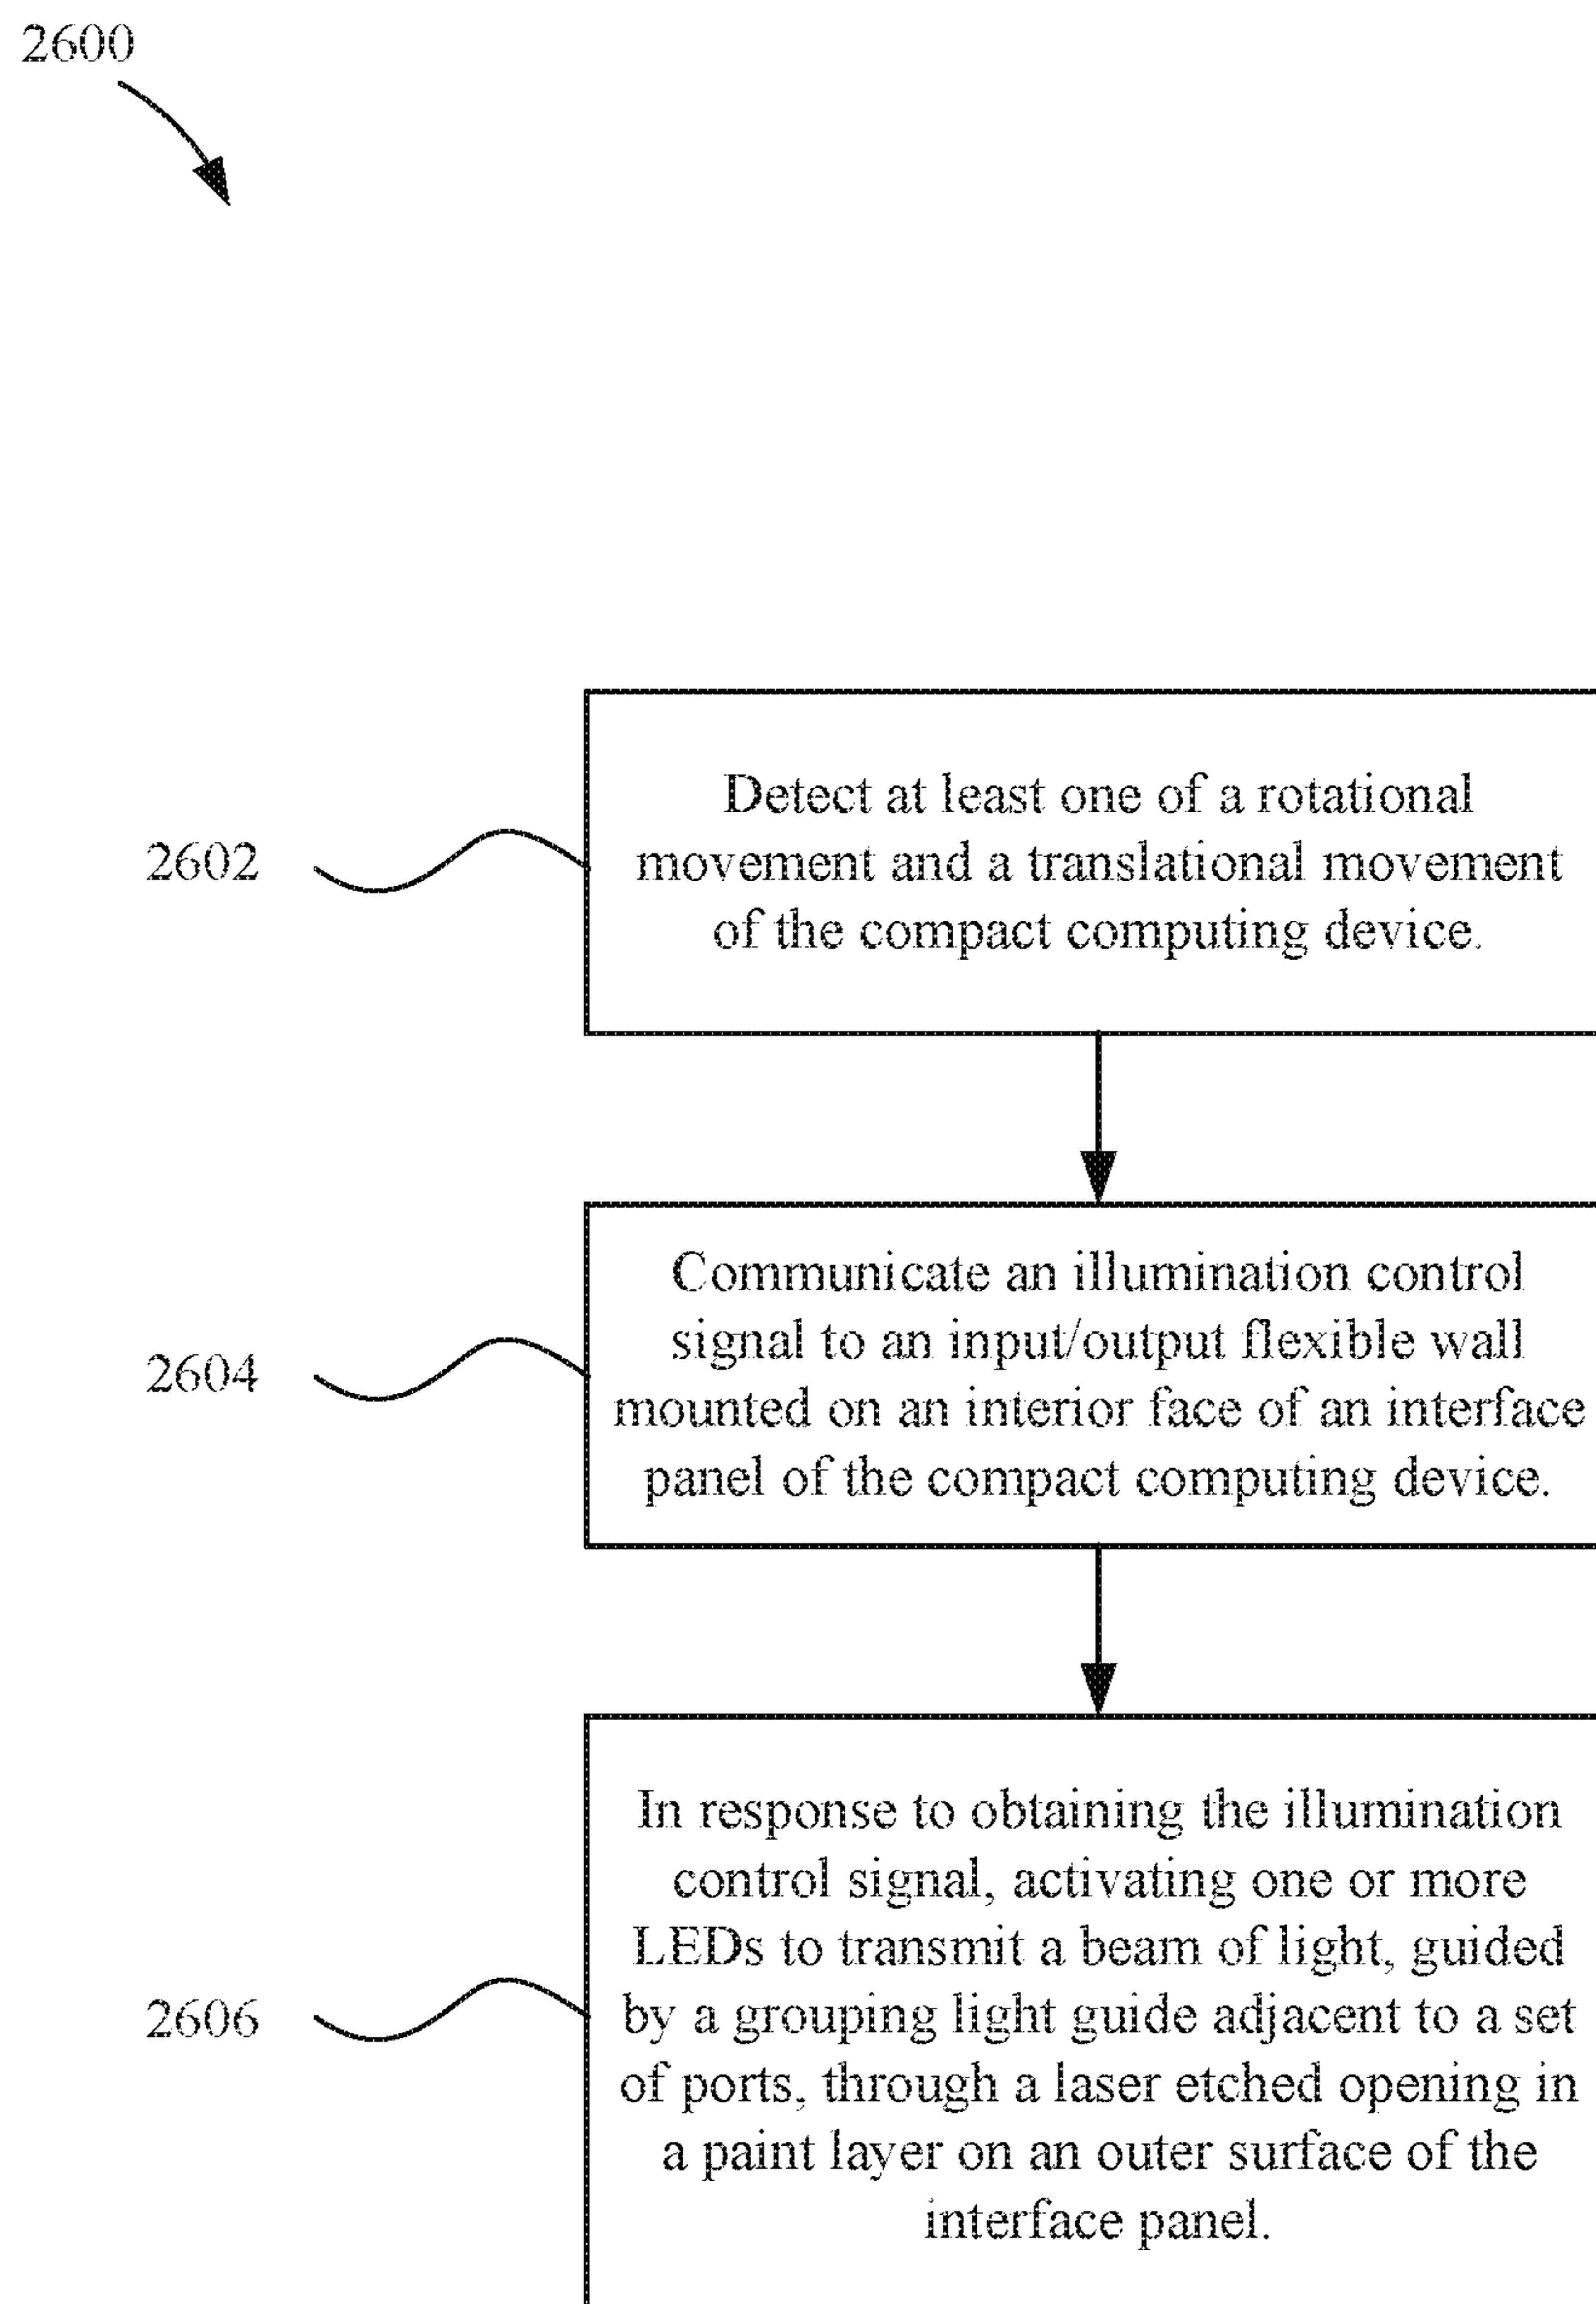 2600
2602
Detect at least one of a rotational
movement and a translational movement
of the compact computing device.
2604
Communicate an illumination control
signal to an input/output flexible wall
mounted on an interior face of an interface
panel of the compact computing device.
2606
In response to obtaining the illumination
control signal, activating one or more
LEDs to transmit a beam of light, guided
by a grouping light guide adjacent to a set
of ports, through a laser etched opening in
a paint layer on an outer surface of the
interface panel.